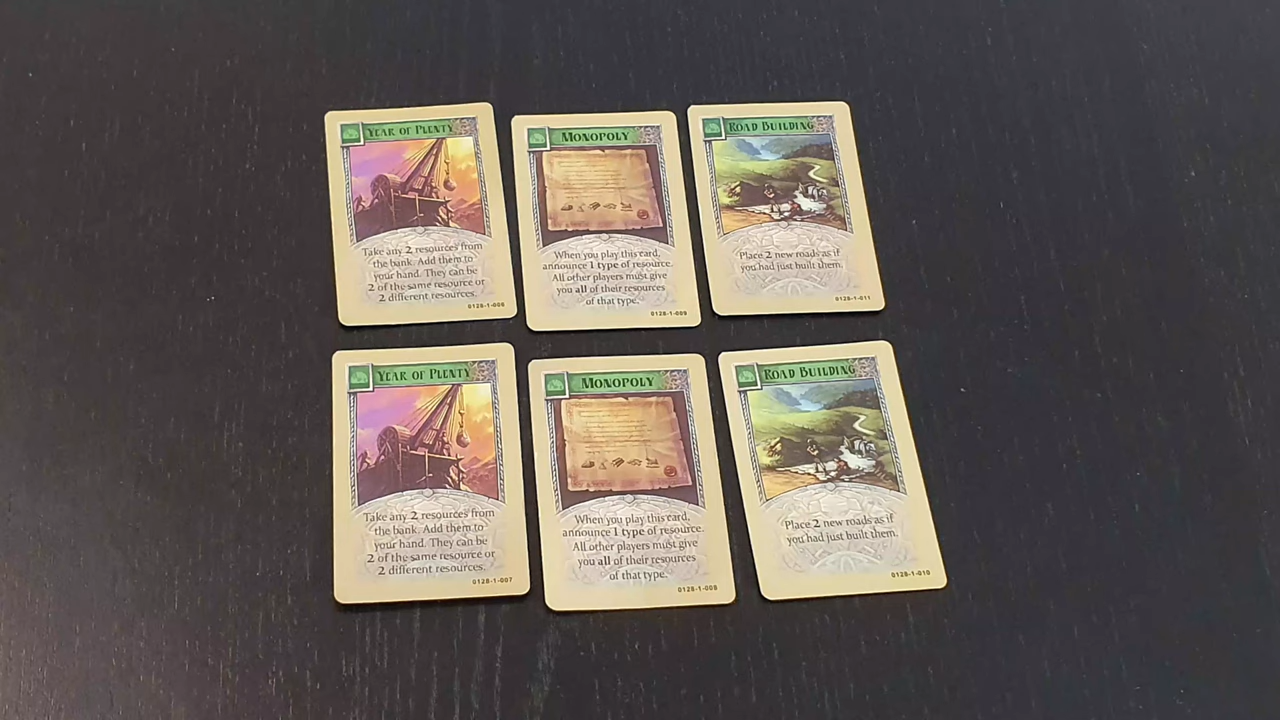 YEAR OF PLENTY
Take any 2 resources from
the bank. Add them to
your hand. They can be
2 of the same resource or
2 different resources.
0128-1-006
MONOPOLY
When you play this card,
announce 1 type of resource.
All other players must give
you all of their resources
of that type.
0128-1-009
ROAD BUILDING
Place 2 new roads as if
you had just built them.
0128-1-011
YEAR OF PLENTY
Take any 2 resources from
the bank. Add them to
your hand. They can be
2 of the same resource or
2 different resources.
0128-1-007
MONOPOLY
When you play this card,
announce 1 type of resource.
All other players must give
you all of their resources
of that type.
0128-1-008
ROAD BUILDING
Place 2 new roads as if
you had just built them.
0128-1-010